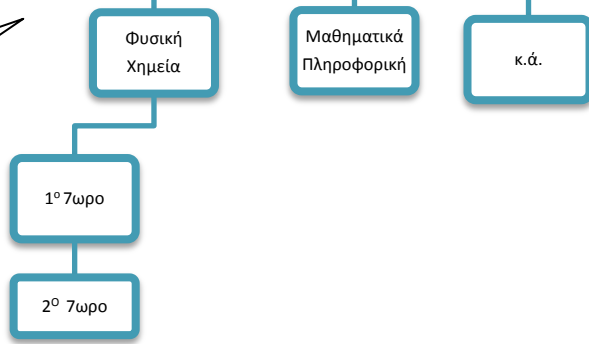 Φυσική
Χημεία
Μαθηματικά
Πληροφορική
κ.ά.
1ο 7ωρο
2Ο 7ωρο